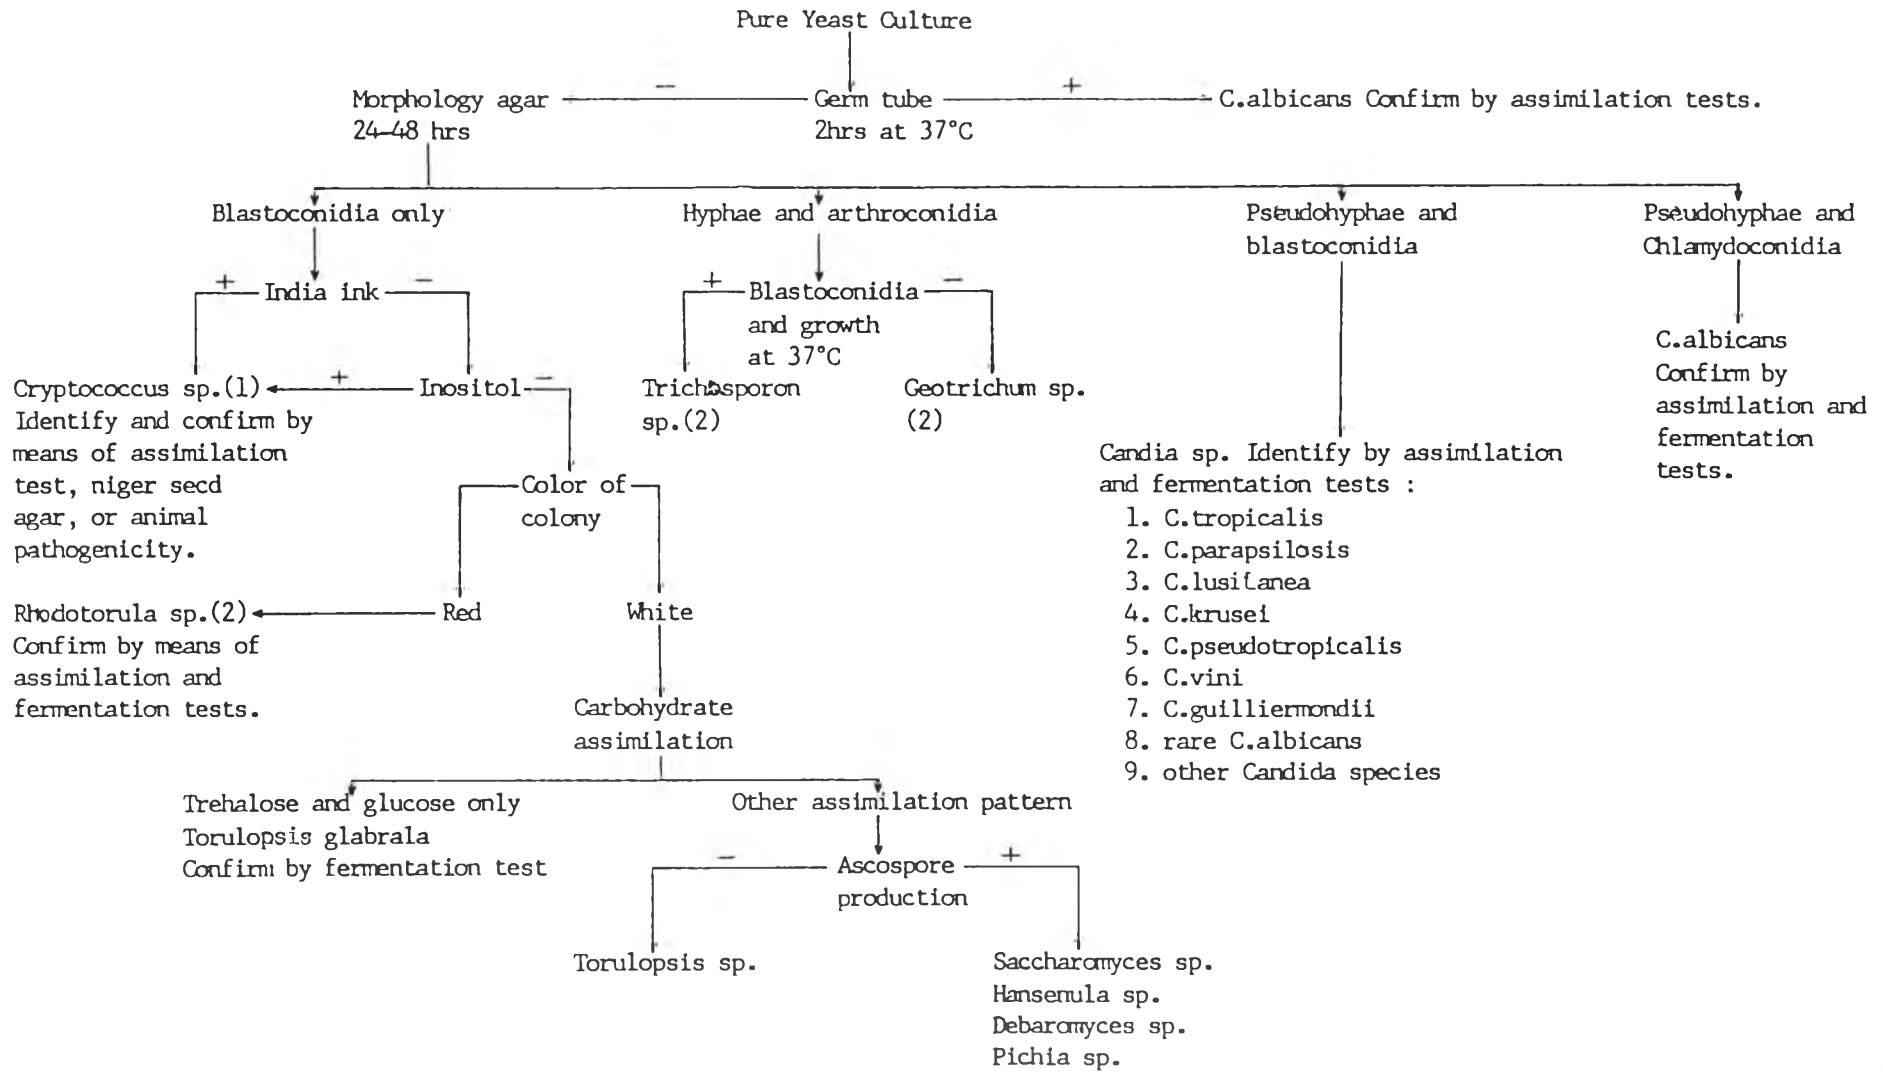 Pure Yeast Culture
Morphology agar
24-48 hrs
−
Germ tube
2hrs at 37°C
+
C.albicans Confirm by assimilation tests.
Blastoconidia only
Hyphae and arthroconidia
Pseudohyphae and
blastoconidia
Pseudohyphae and
Chlamydoconidia
+
India ink
−
+
Blastoconidia
and growth
at 37°C
−
C.albicans
Confirm by
assimilation and
fermentation
tests.
Cryptococcus sp.(1)
Identify and confirm by
means of assimilation
test, niger secd
agar, or animal
pathogenicity.
+
Inositol
−
Trichosporon
sp.(2)
Geotrichum sp.
(2)
Candia sp. Identify by assimilation
and fermentation tests :
1. C.tropicalis
2. C.parapsilosis
3. C.lusitanea
4. C.krusei
5. C.pseudotropicalis
6. C.vini
7. C.guilliermondii
8. rare C.albicans
9. other Candida species
Color of
colony
Rhodotorula sp.(2)
Confirm by means of
assimilation and
fermentation tests.
Red
White
Carbohydrate
assimilation
Trehalose and glucose only
Torulopsis glabrala
Confirm by fermentation test
Other assimilation pattern
−
Ascospore
production
+
Torulopsis sp.
Saccharomyces sp.
Hansenula sp.
Debaromyces sp.
Pichia sp.